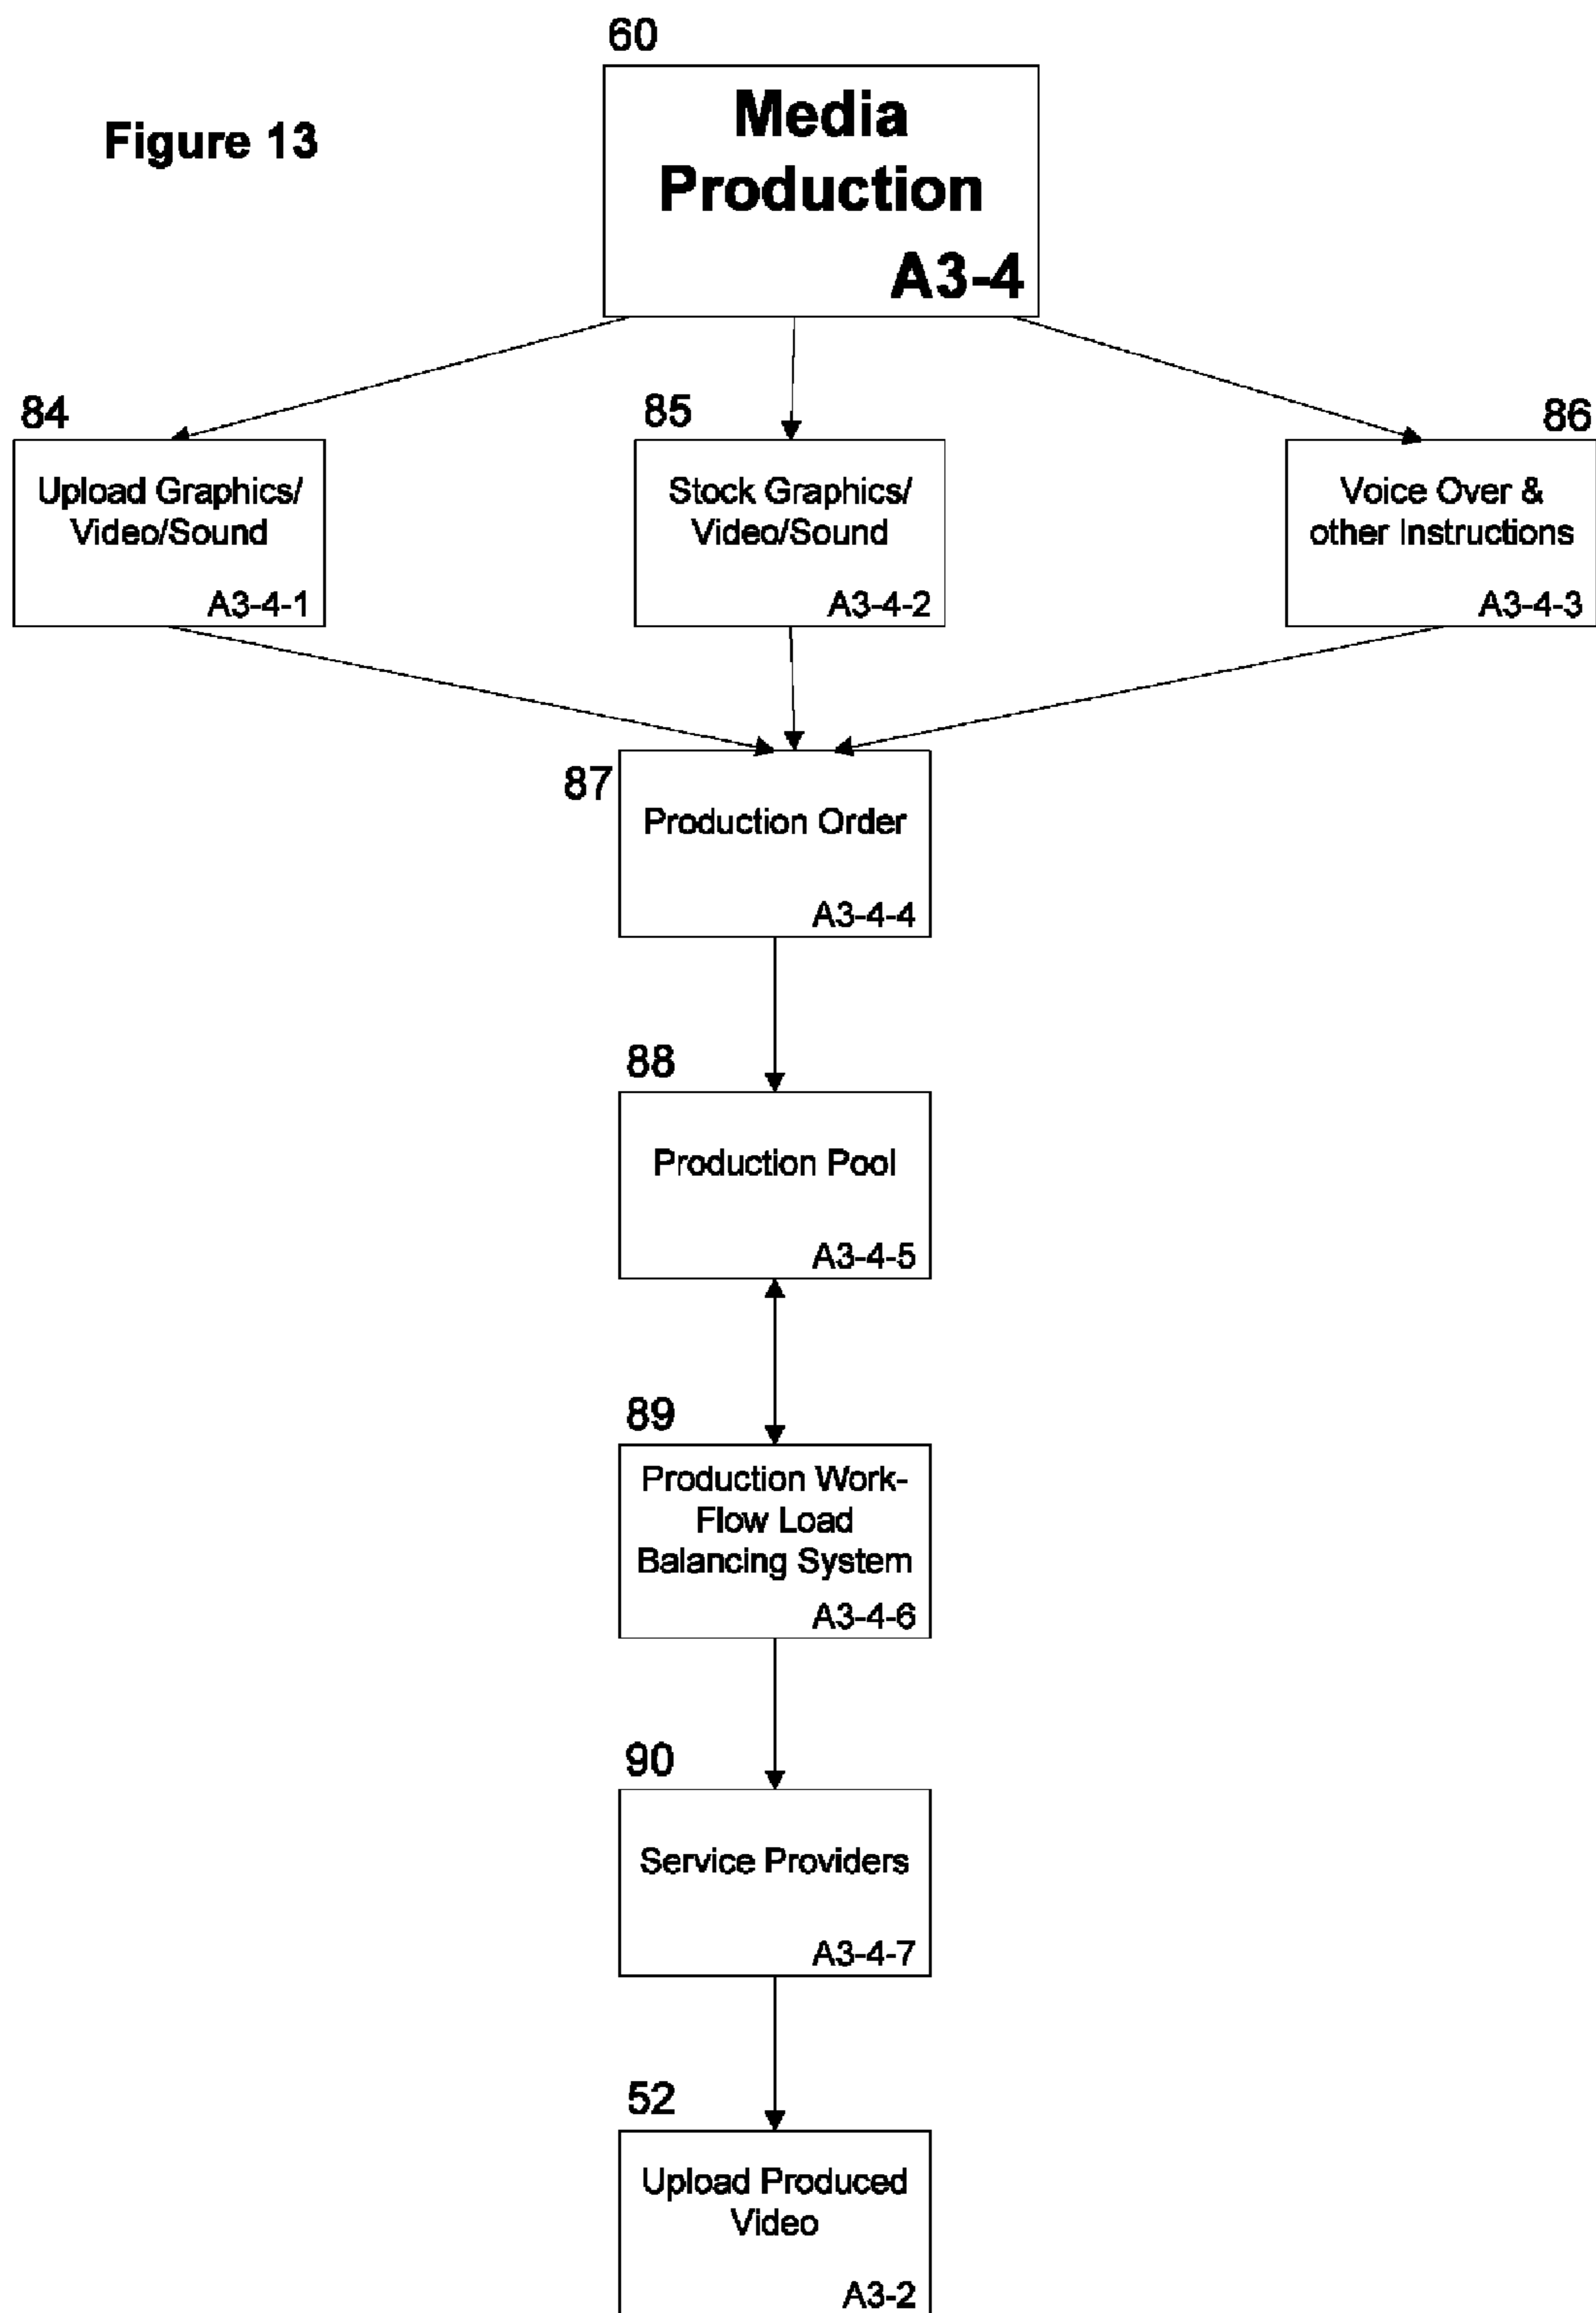 60
Figure 13
Media
Production
A3-4
84
Upload Graphics/
Video/Sound
A3-4-1
85
Stock Graphics/
Video/Sound
A3-4-2
86
Voice Over &
other Instructions
A3-4-3
87
Production Order
A3-4-4
88
Production Pool
A3-4-5
89
Production Work-
Flow Load
Balancing System
A3-4-6
90
Service Providers
A3-4-7
52
Upload Produced
Video
A3-2